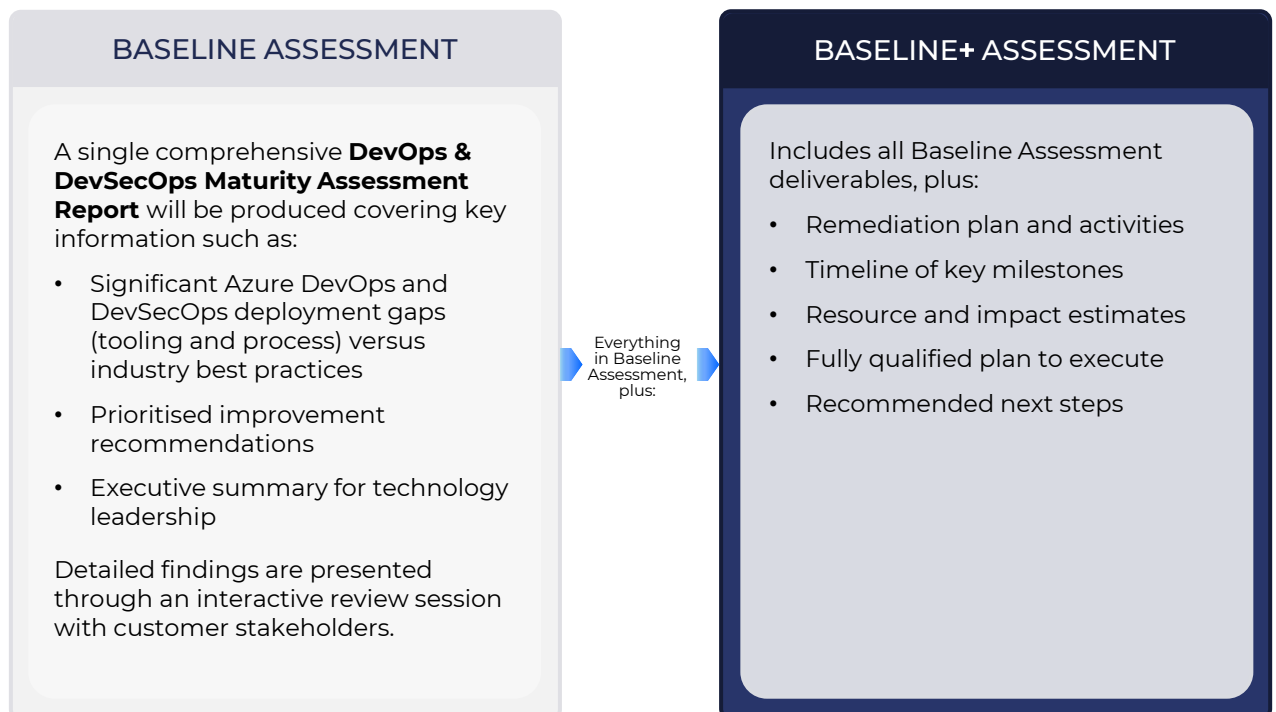 BASELINE ASSESSMENT
A single comprehensive DevOps &
DevSecOps Maturity Assessment
Report will be produced covering key
information such as:
• Significant Azure DevOps and
DevSecOps deployment gaps
(tooling and process) versus
industry best practices
• Prioritised improvement
recommendations
• Executive summary for technology
leadership
Detailed findings are presented
through an interactive review session
with customer stakeholders.
Everything
in Baseline
Assessment,
plus:
BASELINE+ ASSESSMENT
Includes all Baseline Assessment
deliverables, plus:
• Remediation plan and activities
• Timeline of key milestones
• Resource and impact estimates
• Fully qualified plan to execute
• Recommended next steps